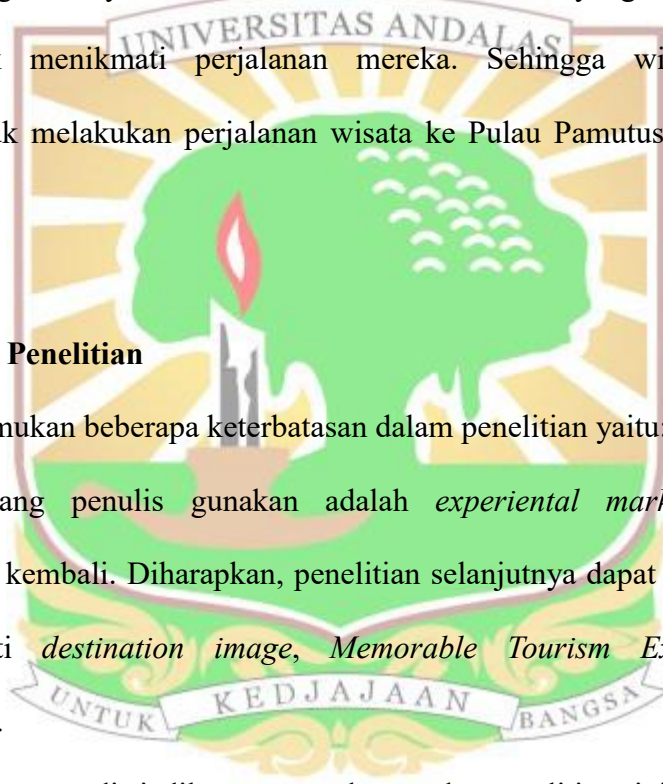 UNIVERSITAS ANDALAS
menikmati perjalanan mereka. Sehingga
melakukan perjalanan wisata ke Pulau Pamutus
Penelitian
mukan beberapa keterbatasan dalam penelitian yaitu:
ang penulis gunakan adalah experiental mark
kembali. Diharapkan, penelitian selanjutnya dapat
ti destination image, Memorable Tourism Ex
UNTUK KEDJAJAAN BANGSA